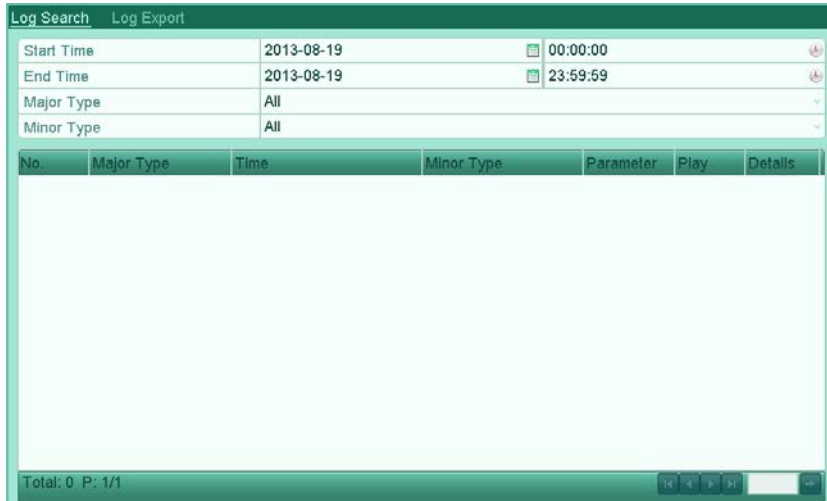 Log Search Log Export
Start Time 2013-08-19 00:00:00
End Time 2013-08-19 23:59:59
Major Type All
Minor Type All
No. Major Type Time Minor Type Parameter Play Details
Total: 0 P: 1/1